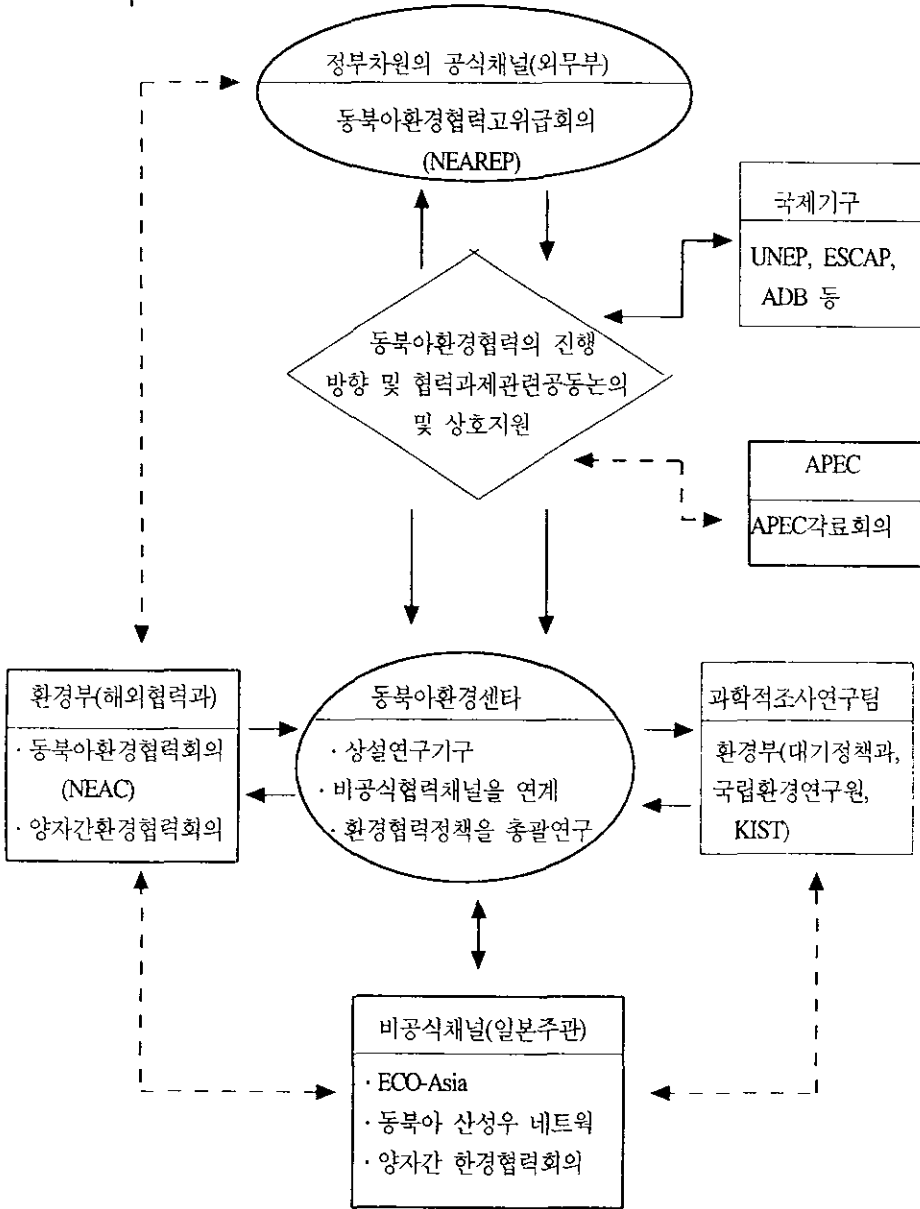 정부차원의 공식채널(외무부)
동북아환경협력고위급회의
(NEAREP)
국제기구
UNEP, ESCAP,
ADB 등
동북아환경협력의 진행
방향 및 협력과제관련공동논의
및 상호지원
APEC
APEC각료회의
환경부(해외협력과)
· 동북아환경협력회의
(NEAC)
· 양자간환경협력회의
동북아환경센타
· 상설연구기구
· 비공식협력채널을 연계
· 환경협력정책을 총괄연구
과학적조사연구팀
환경부(대기정책과,
국립환경연구원,
KIST)
비공식채널(일본주관)
· ECO-Asia
· 동북아 산성우 네트웍
· 양자간 한경협력회의